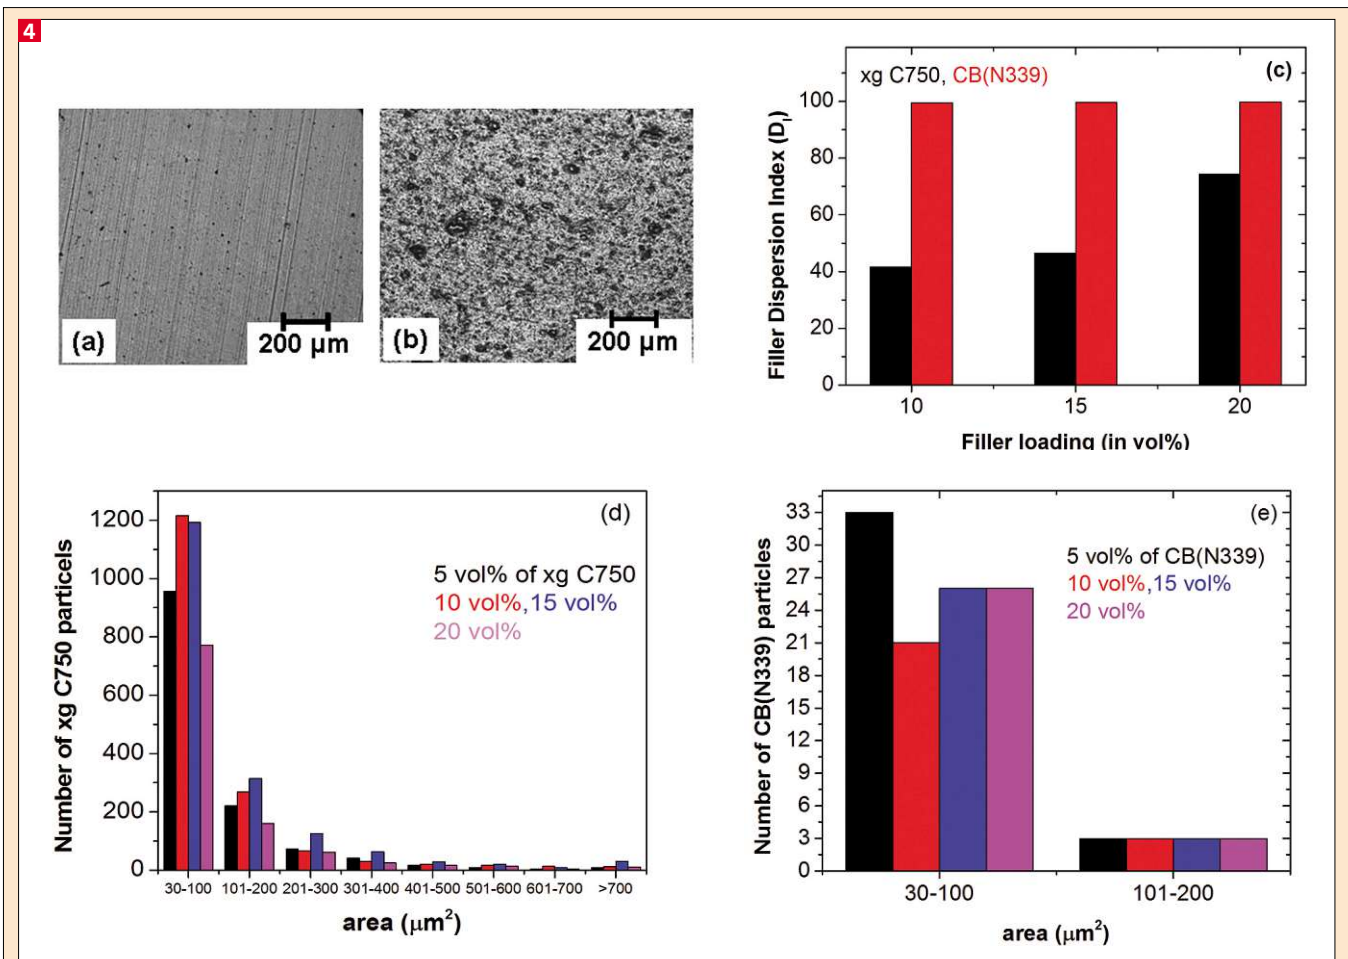 4
(a)
200 μm
(b)
200 μm
(c)
xg C750, CB(N339)
Filler Dispersion Index (D_I)
100
80
60
40
20
0
10 15 20
Filler loading (in vol%)
(d)
5 vol% of xg C750
10 vol%,15 vol%
20 vol%
Number of xg C750 particels
1200
1000
800
600
400
200
0
30-100 101-200 201-300 301-400 401-500 501-600 601-700 >700
area (μm²)
(e)
5 vol% of CB(N339)
10 vol%,15 vol%
20 vol%
Number of CB(N339) particles
33
30
27
24
21
18
15
12
9
6
3
0
30-100 101-200
area (μm²)